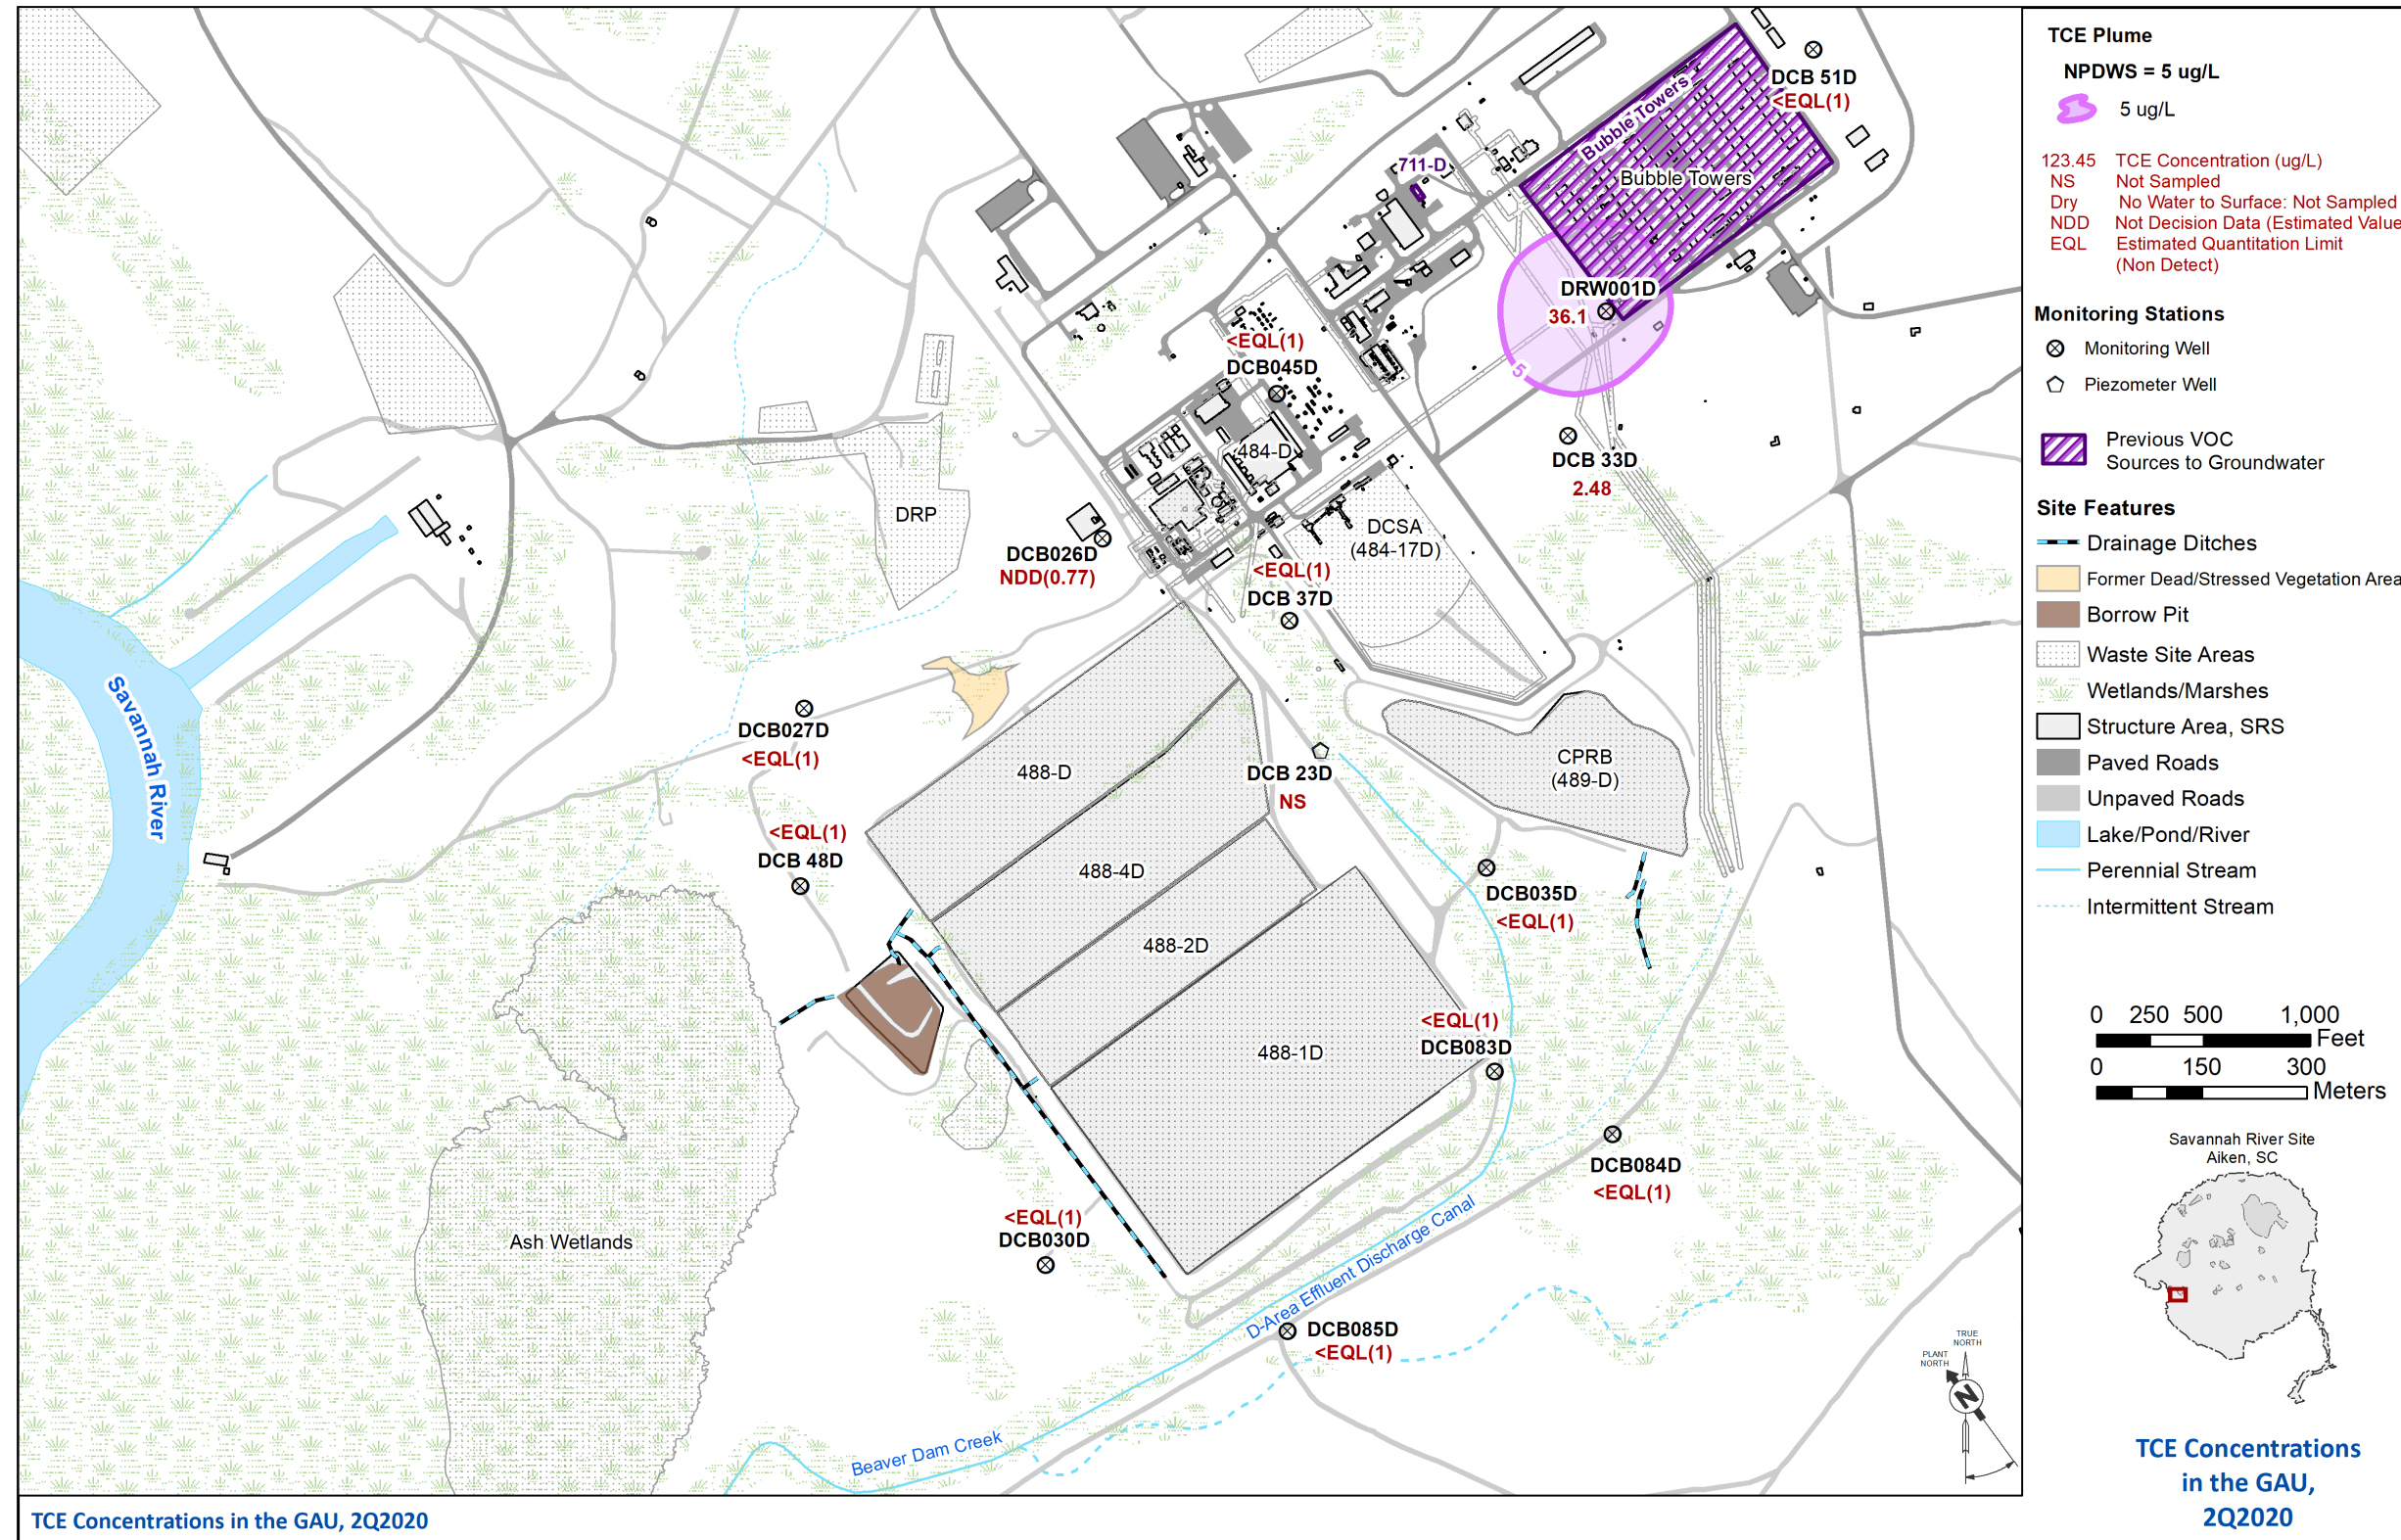 DCB 51D
<EQL(1)
Bubble Towers
711-D
Bubble Towers
DRW001D
36.1
5
<EQL(1)
DCB045D
484-D
DCB 33D
2.48
DRP
DCSA
(484-17D)
DCB026D
NDD(0.77)
<EQL(1)
DCB 37D
Savannah River
DCB027D
<EQL(1)
488-D
DCB 23D
NS
CPRB
(489-D)
<EQL(1)
DCB 48D
488-4D
DCB035D
<EQL(1)
488-2D
<EQL(1)
DCB083D
488-1D
DCB084D
<EQL(1)
<EQL(1)
DCB030D
Ash Wetlands
D-Area Effluent Discharge Canal
DCB085D
<EQL(1)
Beaver Dam Creek
TRUE
NORTH
PLANT
NORTH
N
TCE Concentrations in the GAU, 2Q2020
TCE Plume
NPDWS = 5 ug/L
5 ug/L
123.45 TCE Concentration (ug/L)
NS Not Sampled
Dry No Water to Surface: Not Sampled
NDD Not Decision Data (Estimated Value
EQL Estimated Quantitation Limit
(Non Detect)
Monitoring Stations
Monitoring Well
Piezometer Well
Previous VOC
Sources to Groundwater
Site Features
Drainage Ditches
Former Dead/Stressed Vegetation Area
Borrow Pit
Waste Site Areas
Wetlands/Marshes
Structure Area, SRS
Paved Roads
Unpaved Roads
Lake/Pond/River
Perennial Stream
Intermittent Stream
0 250 500 1,000
Feet
0 150 300
Meters
Savannah River Site
Aiken, SC
TCE Concentrations
in the GAU,
2Q2020